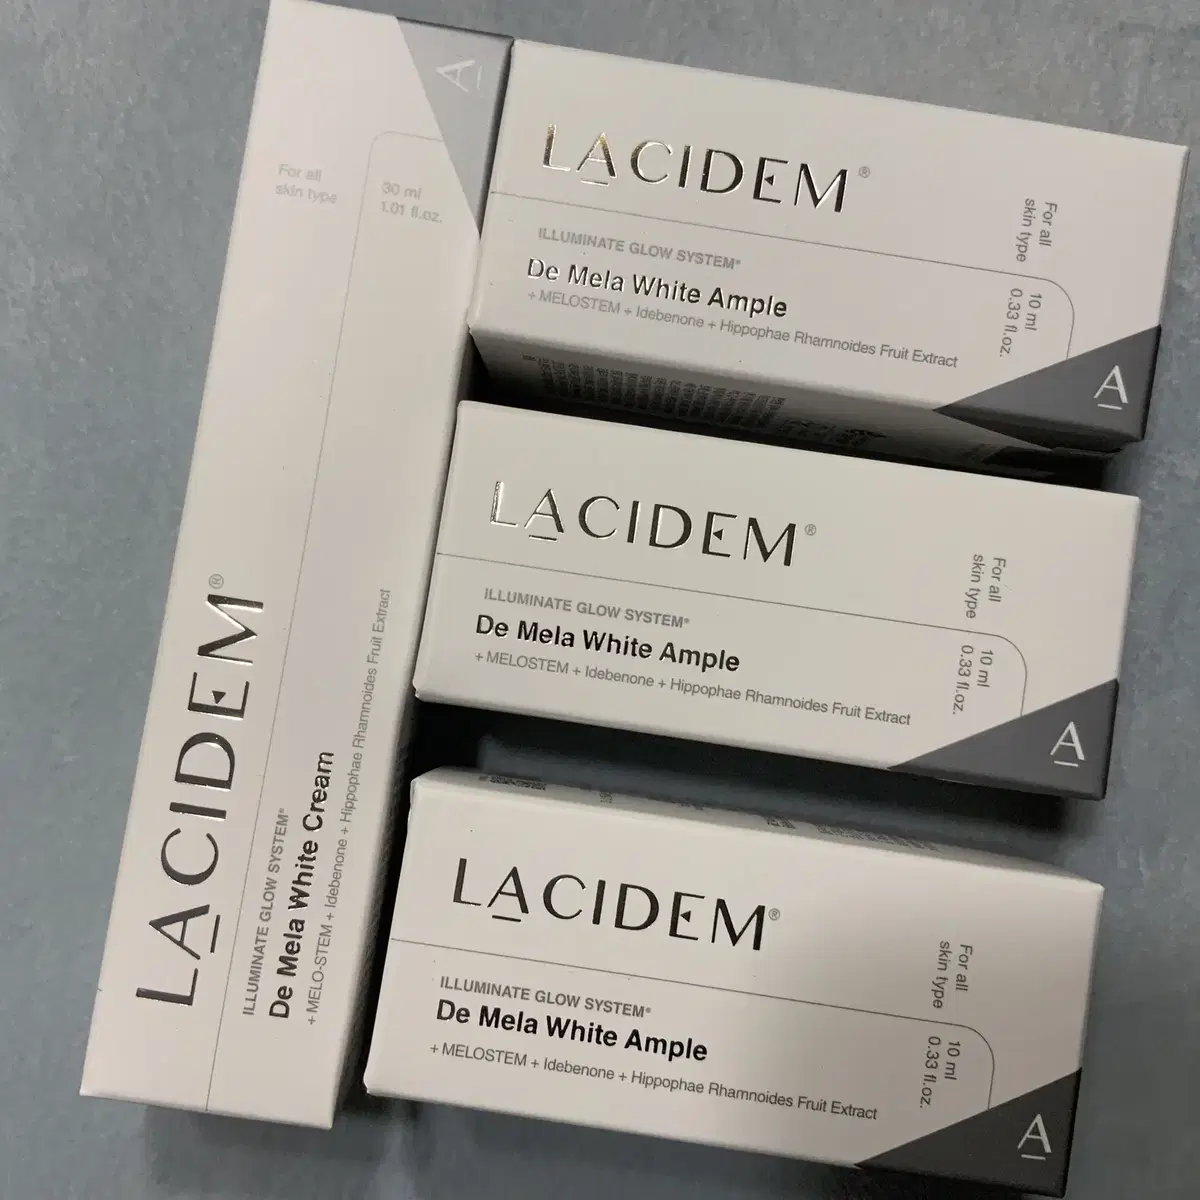 A
For all
skin type
30 ml
1.01 fl.oz.
LACIDEM®
ILLUMINATE GLOW SYSTEM®
De Mela White Cream
+ MELO-STEM + Idebenone + Hippophae Rhamnoides Fruit Extract
LACIDEM®
ILLUMINATE GLOW SYSTEM®
De Mela White Ample
+ MELOSTEM + Idebenone + Hippophae Rhamnoides Fruit Extract
For all
skin type
10 ml
0.33 fl.oz.
A
LACIDEM®
ILLUMINATE GLOW SYSTEM®
De Mela White Ample
+ MELOSTEM + Idebenone + Hippophae Rhamnoides Fruit Extract
For all
skin type
10 ml
0.33 fl.oz.
A
LACIDEM®
ILLUMINATE GLOW SYSTEM®
De Mela White Ample
+ MELOSTEM + Idebenone + Hippophae Rhamnoides Fruit Extract
For all
skin type
10 ml
0.33 fl.oz.
A